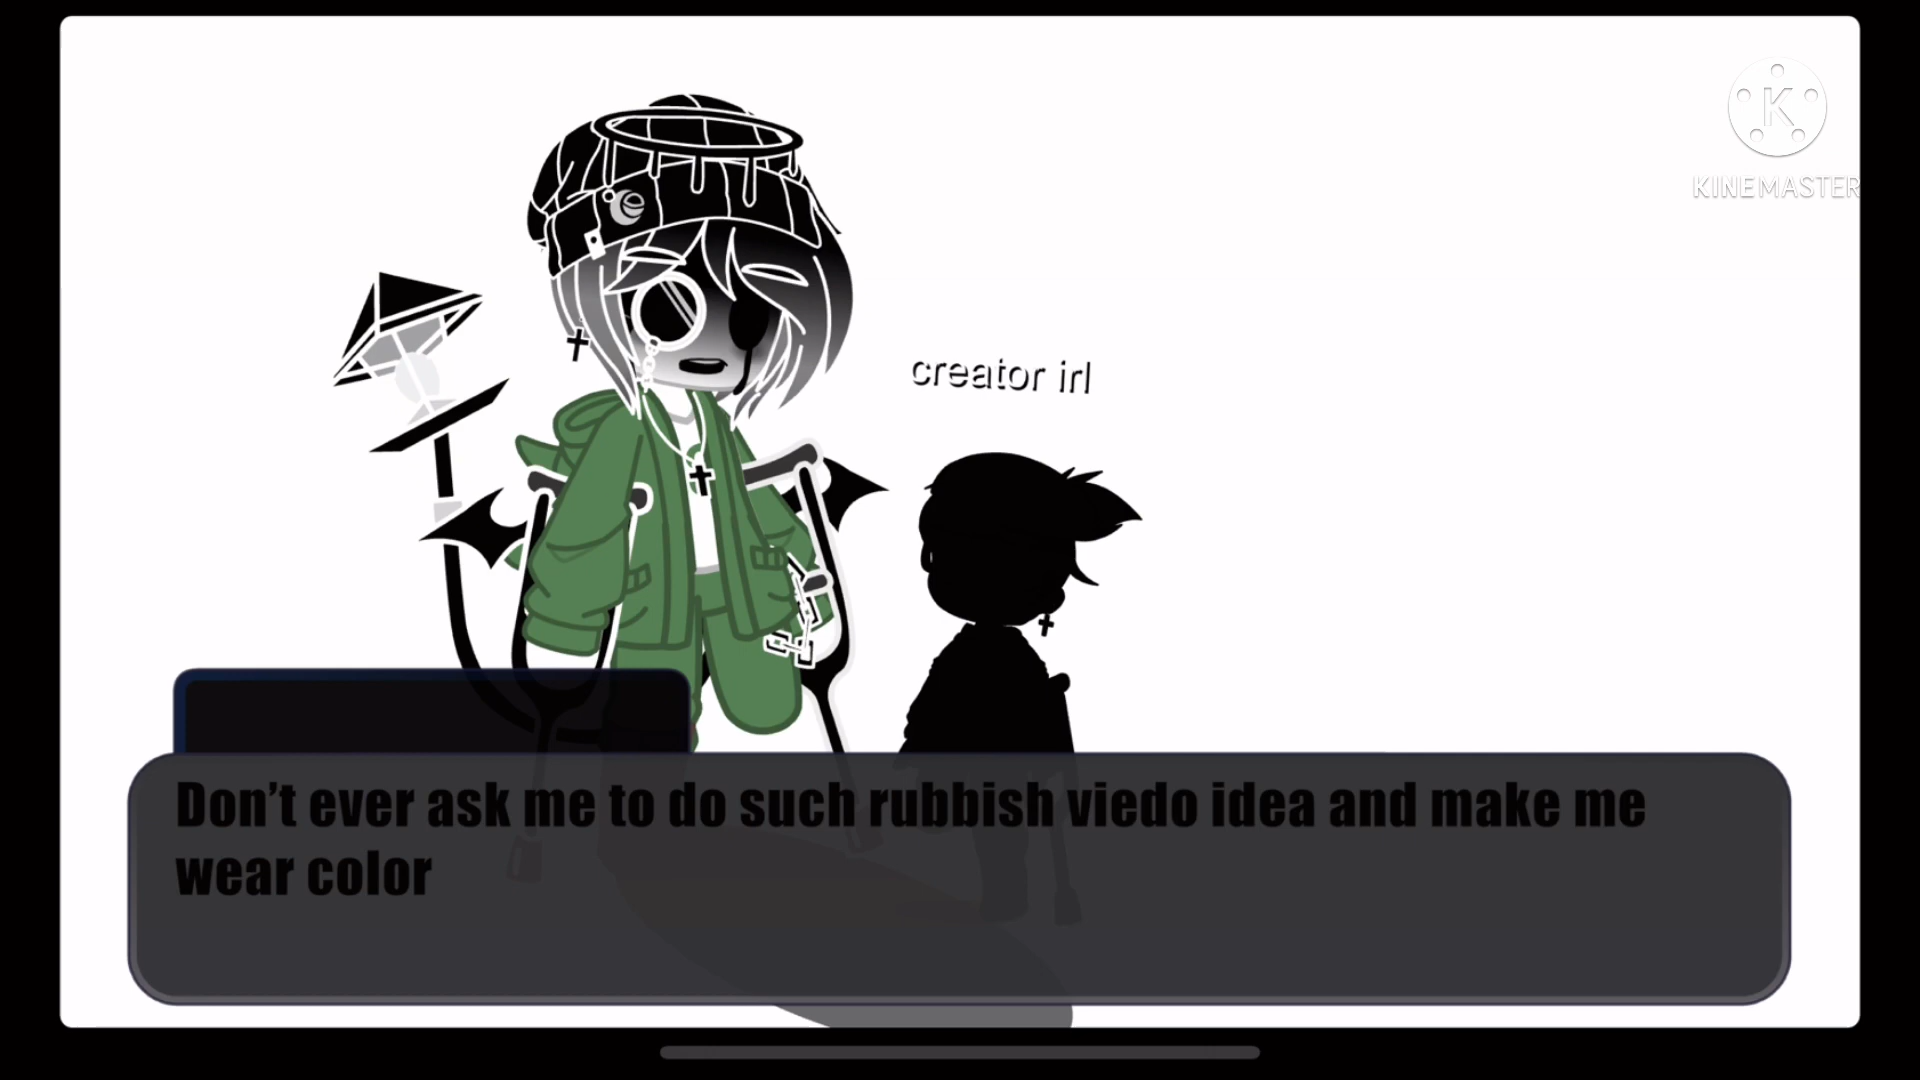 K
KINEMASTER
creator irl
Don't ever ask me to do such rubbish viedo idea and make me
wear color